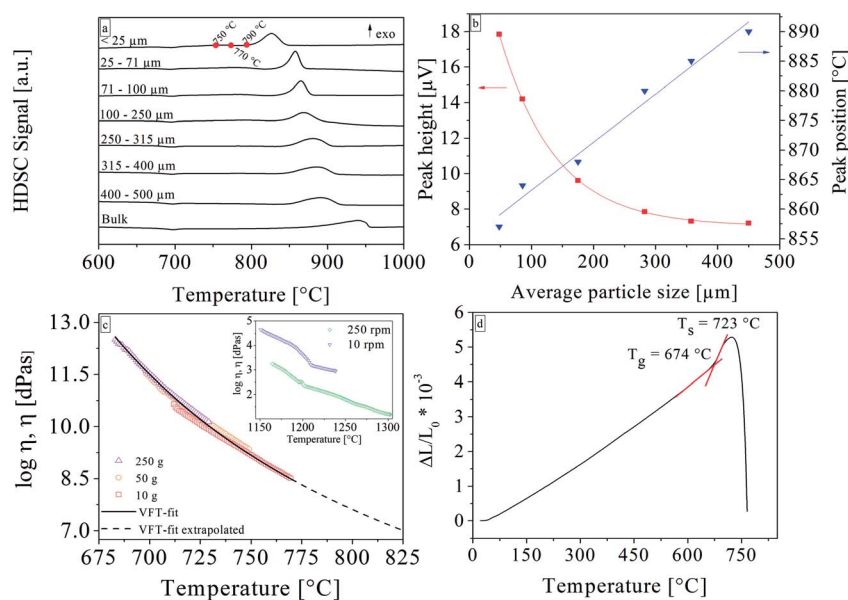 a
↑ exo
< 25 µm
750 °C
770 °C
790 °C
25 - 71 µm
71 - 100 µm
100 - 250 µm
250 - 315 µm
315 - 400 µm
400 - 500 µm
Bulk
HDSC Signal [a.u.]
600 700 800 900 1000
Temperature [°C]
b
Peak height [µV]
18
16
14
12
10
8
6
890
885
880
875
870
865
860
855
Peak position [°C]
0 100 200 300 400 500
Average particle size [µm]
c
log η, η [dPas]
13.0
11.5
10.0
8.5
7.0
250 g
50 g
10 g
VFT-fit
VFT-fit extrapolated
675 700 725 750 775 800 825
Temperature [°C]
250 rpm
10 rpm
log η, η [dPas]
5
4
3
2
1150 1200 1250 1300
Temperature [°C]
d
Ts = 723 °C
Tg = 674 °C
ΔL/L0 * 10-3
6
5
4
3
2
1
0
0 150 300 450 600 750
Temperature [°C]